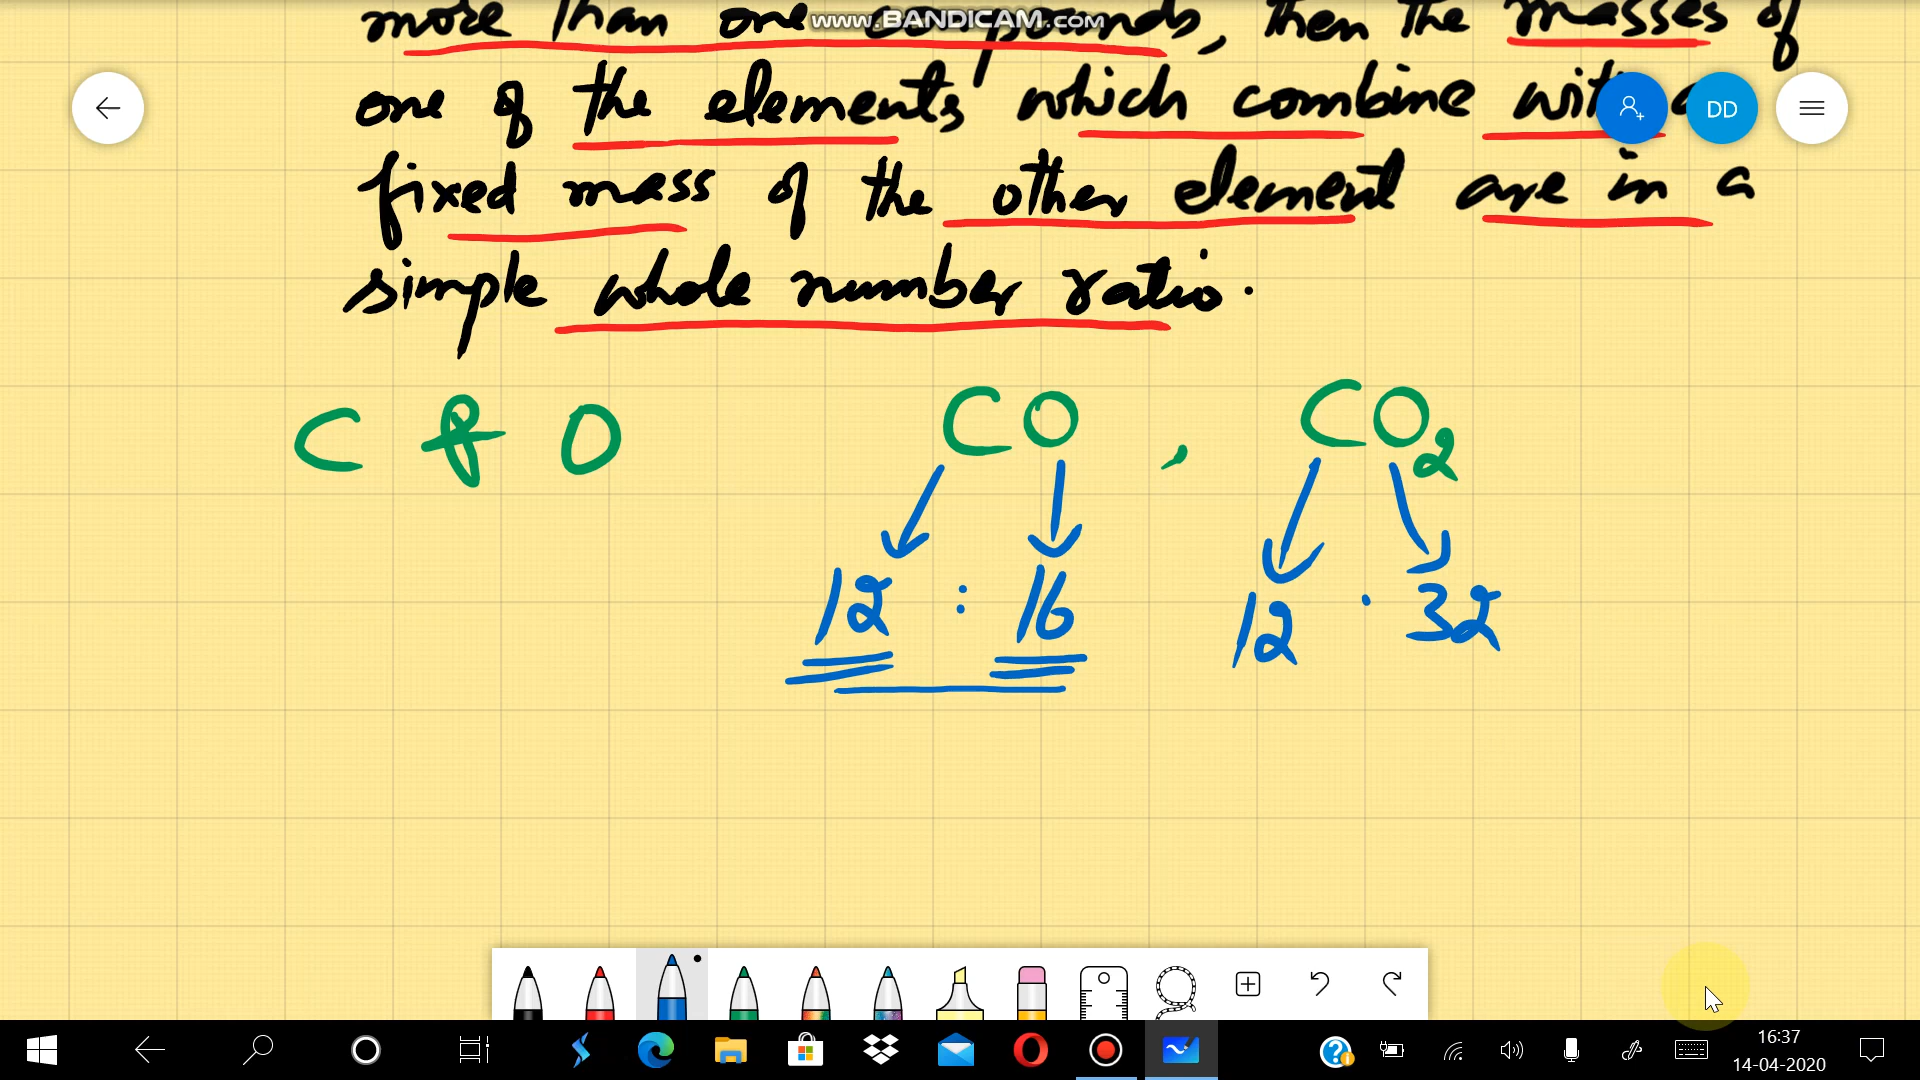 more than one compounds, then the masses of
www.BANDICAM.com
one of the elements which combine with a
DD
fixed mass of the other element are in a
simple whole number ratio.
C & O CO , CO2
12 : 16 12 . 32
16:37
14-04-2020